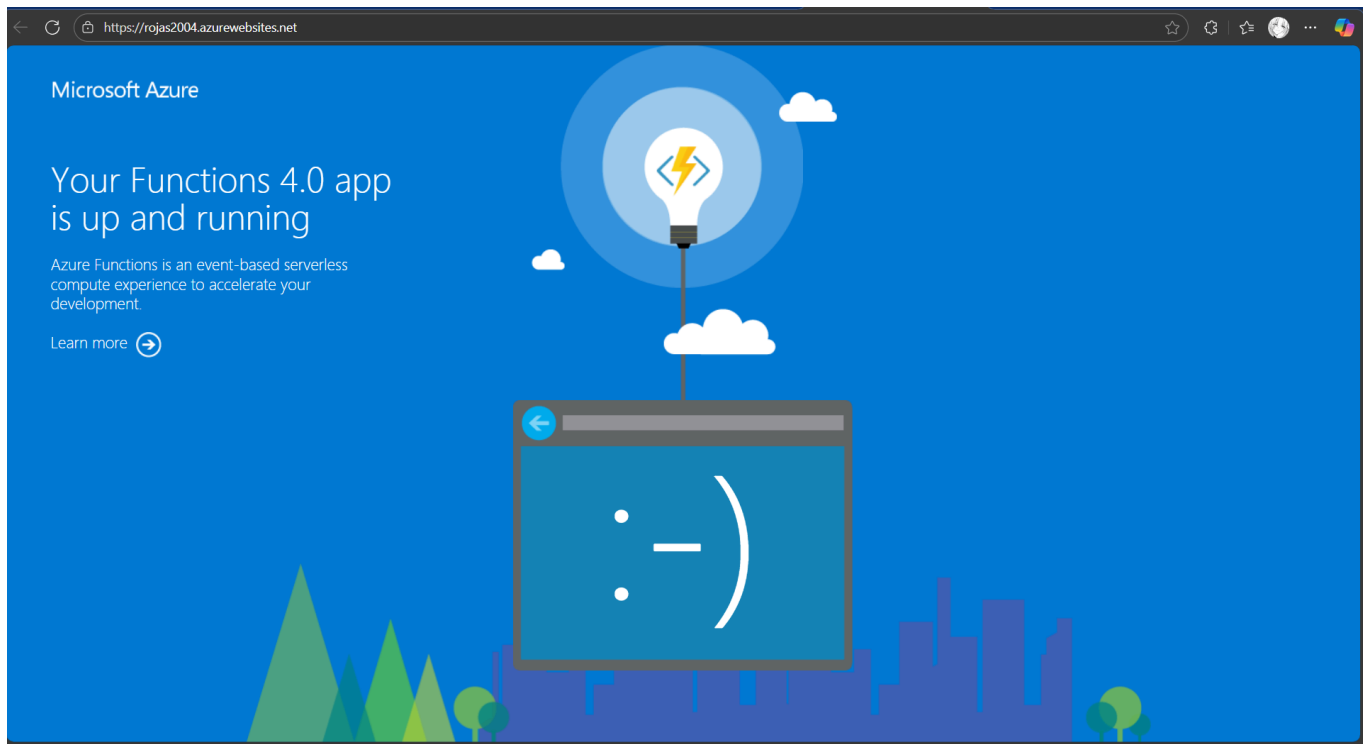 https://rojas2004.azurewebsites.net
Microsoft Azure
Your Functions 4.0 app
is up and running
Azure Functions is an event-based serverless
compute experience to accelerate your
development.
Learn more
:-)